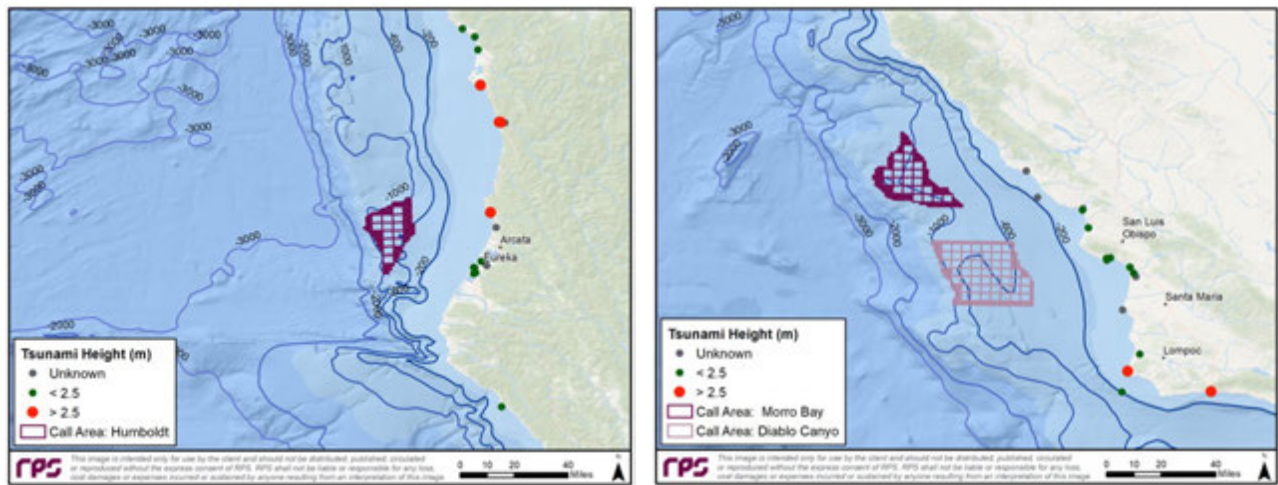 -3000
-3000
-3000
-3000
-3000
-3000
-3000
-3000
-3000
-3000
-3000
-2000
-1000
-400
-200
-1000
-3000
-200
-2000
Arcata
Eureka
Tsunami Height (m)
Unknown
< 2.5
> 2.5
Call Area: Humboldt
RPS
This image is intended only for use by the client and should not be distributed, published, circulated
or reproduced without the express consent of RPS. RPS shall not be liable or responsible for any loss,
cost damages or expenses incurred or sustained by anyone resulting from an interpretation of this image.
0 10 20 40
Miles
-3000
-2000
-3000
-2000
-1000
-400
-200
San Luis
Obispo
Santa Maria
Lompoc
Tsunami Height (m)
Unknown
< 2.5
> 2.5
Call Area: Morro Bay
Call Area: Diablo Canyo
RPS
This image is intended only for use by the client and should not be distributed, published, circulated
or reproduced without the express consent of RPS. RPS shall not be liable or responsible for any loss,
cost damages or expenses incurred or sustained by anyone resulting from an interpretation of this image.
0 10 20 40
Miles